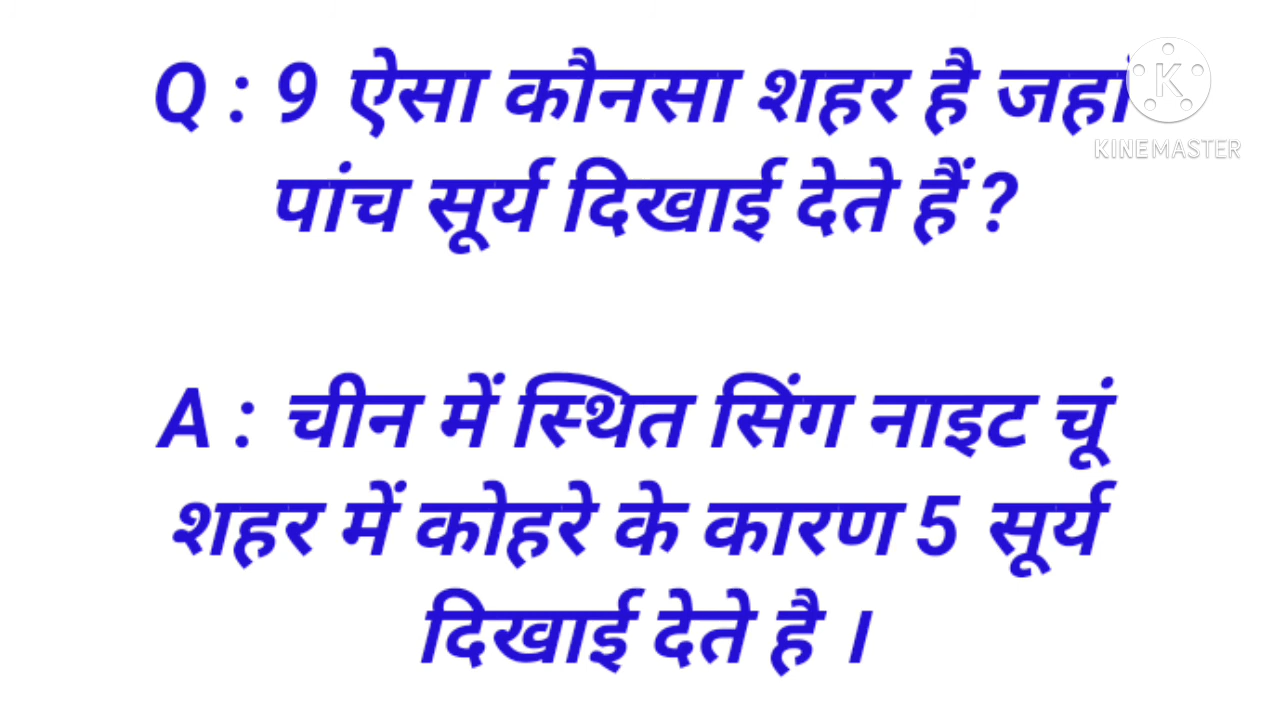 Q : 9 ऐसा कौनसा शहर है जहां
पांच सूर्य दिखाई देते हैं ?
KINEMASTER
A : चीन में स्थित सिंग नाइट चूं
शहर में कोहरे के कारण 5 सूर्य
दिखाई देते है ।